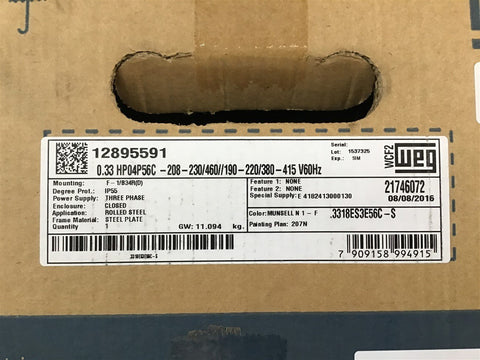 12895591
Serial:
Lot: 1537325
Exp.: SIM
WCF2
WEG
0.33 HP04P56C -208-230/460//190-220/380-415 V60Hz
Mounting: F-1/B34R(D)
Degree Prot.: IP55
Power Supply: THREE PHASE
Enclosure: CLOSED
Application: ROLLED STEEL
Frame Material: STEEL PLATE
Quantity 1
GW: 11.094 kg.
Feature 1: NONE
Feature 2: NONE
Special Supply: E 4182413000130
21746072
08/08/2016
Color: MUNSELL N 1 - F
.3318ES3E56C-S
Painting Plan: 207N
.3318ES3E56C-S
7 909158 994915